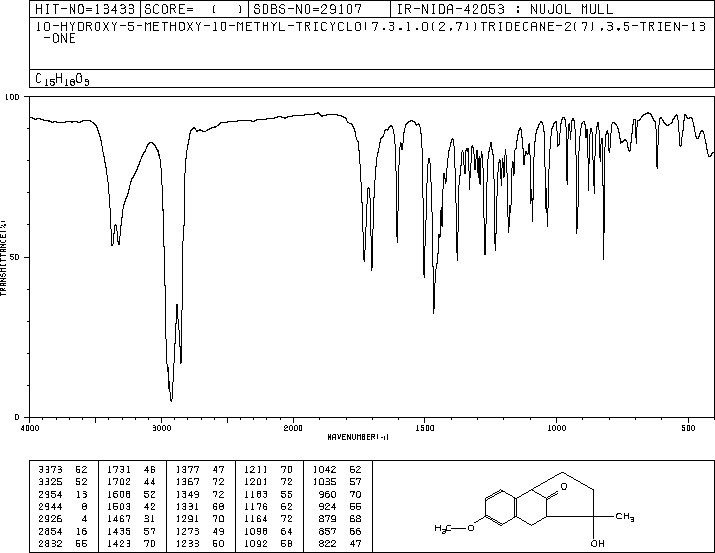 HIT-NO=13433 SCORE= ( ) SDBS-NO=29107 IR-NIDA-42053 : NUJOL MULL
10-HYDROXY-5-METHOXY-10-METHYL-TRICYCLO(7.3.1.0(2,7))TRIDECANE-2(7),3,5-TRIEN-13
-ONE
C15H18O3
100
50
0
TRANSMITTANCE(%)
4000 3000 2000 1500 1000 500
WAVENUMBER(-1)
3373 52 1731 46 1377 47 1211 70 1042 62
3325 52 1702 44 1367 72 1201 72 1035 57
2954 13 1608 52 1349 72 1183 55 960 70
2944 8 1503 42 1331 68 1176 62 924 55
2926 4 1467 31 1291 70 1164 72 879 68
2854 16 1435 57 1273 49 1098 64 857 66
2832 65 1423 70 1233 50 1092 58 822 47
O
CH3
OH
H3C
O